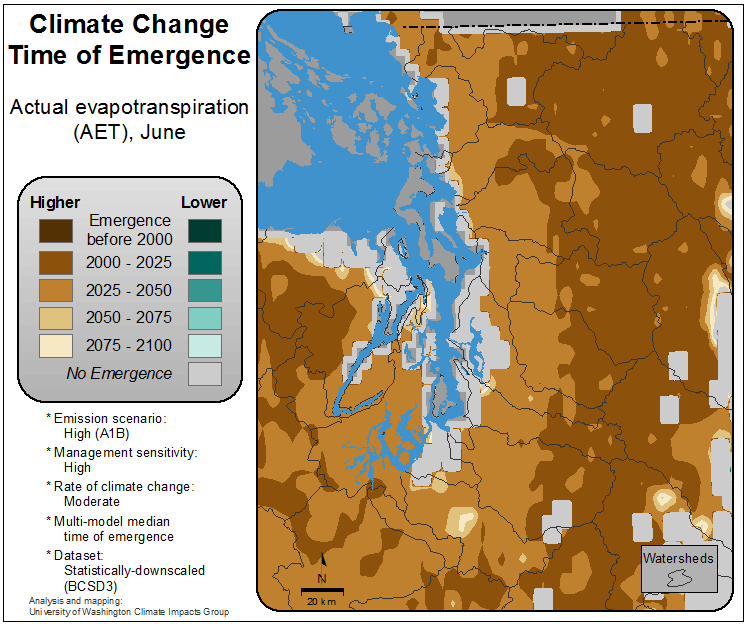 Climate Change
Time of Emergence
Actual evapotranspiration
(AET), June
Higher
Lower
Emergence
before 2000
2000 - 2025
2025 - 2050
2050 - 2075
2075 - 2100
No Emergence
* Emission scenario:
High (A1B)
* Management sensitivity:
High
* Rate of climate change:
Moderate
* Multi-model median
time of emergence
* Dataset:
Statistically-downscaled
(BCSD3)
Analysis and mapping:
University of Washington Climate Impacts Group
N
20 km
Watersheds